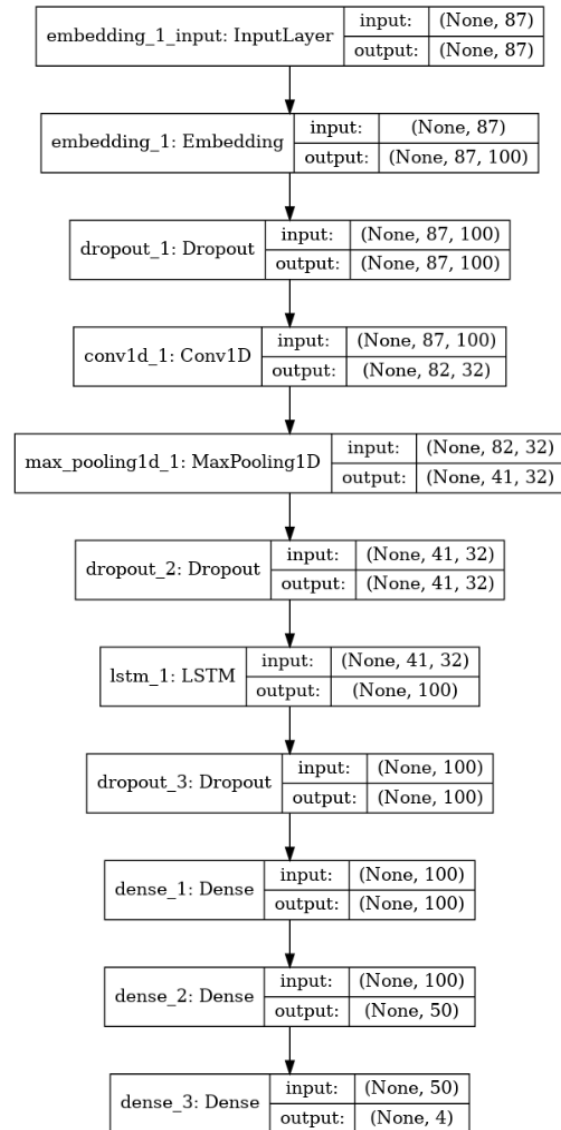 embedding_1_input: InputLayer
input: (None, 87)
output: (None, 87)
embedding_1: Embedding
input: (None, 87)
output: (None, 87, 100)
dropout_1: Dropout
input: (None, 87, 100)
output: (None, 87, 100)
conv1d_1: Conv1D
input: (None, 87, 100)
output: (None, 82, 32)
max_pooling1d_1: MaxPooling1D
input: (None, 82, 32)
output: (None, 41, 32)
dropout_2: Dropout
input: (None, 41, 32)
output: (None, 41, 32)
lstm_1: LSTM
input: (None, 41, 32)
output: (None, 100)
dropout_3: Dropout
input: (None, 100)
output: (None, 100)
dense_1: Dense
input: (None, 100)
output: (None, 100)
dense_2: Dense
input: (None, 100)
output: (None, 50)
dense_3: Dense
input: (None, 50)
output: (None, 4)